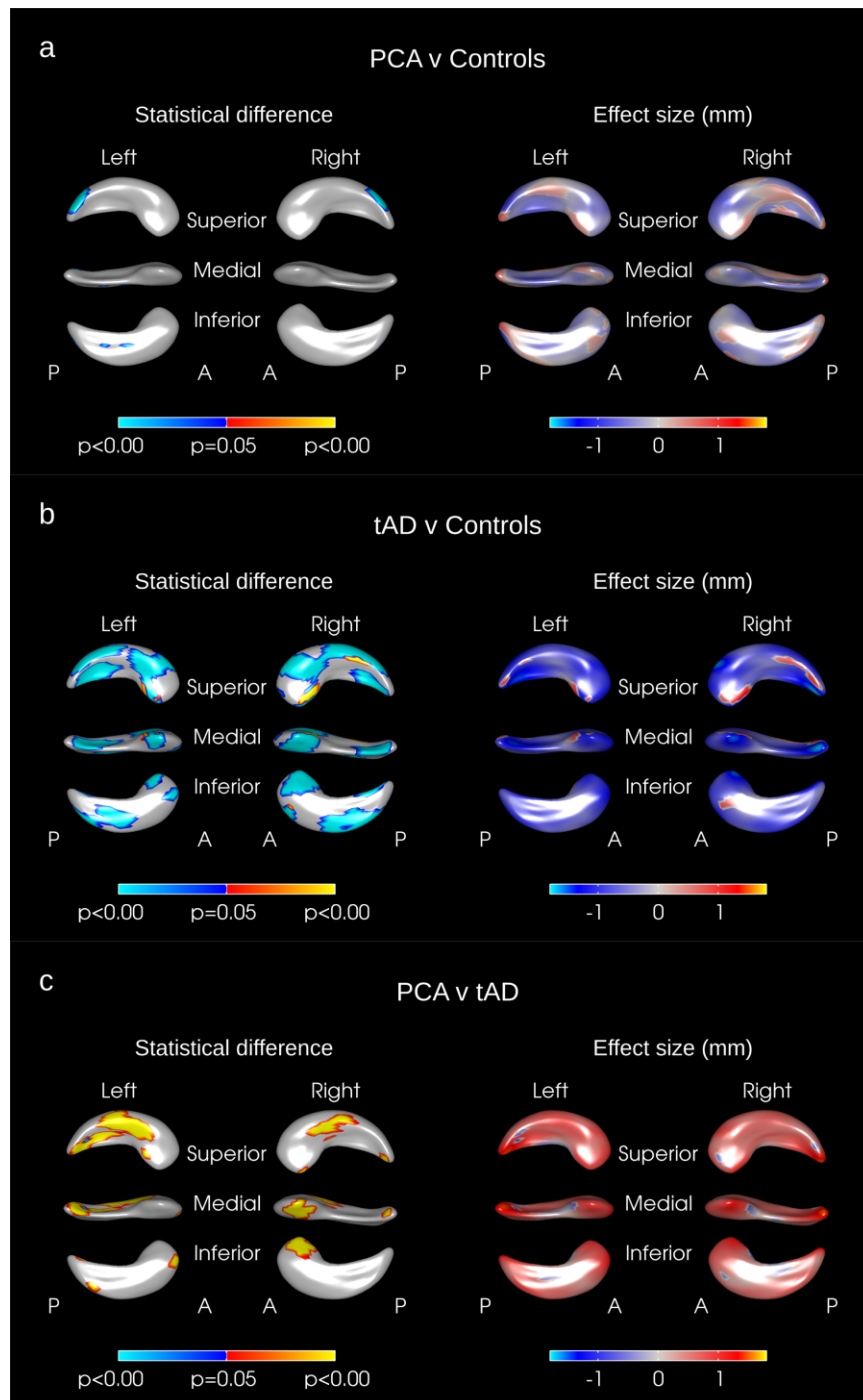 a
PCA v Controls
Statistical difference
Effect size (mm)
Left
Right
Left
Right
Superior
Superior
Medial
Medial
Inferior
Inferior
P
A
A
P
P
A
A
P
p<0.00
p=0.05
p<0.00
-1
0
1
b
tAD v Controls
Statistical difference
Effect size (mm)
Left
Right
Left
Right
Superior
Superior
Medial
Medial
Inferior
Inferior
P
A
A
P
P
A
A
P
p<0.00
p=0.05
p<0.00
-1
0
1
c
PCA v tAD
Statistical difference
Effect size (mm)
Left
Right
Left
Right
Superior
Superior
Medial
Medial
Inferior
Inferior
P
A
A
P
P
A
A
P
p<0.00
p=0.05
p<0.00
-1
0
1